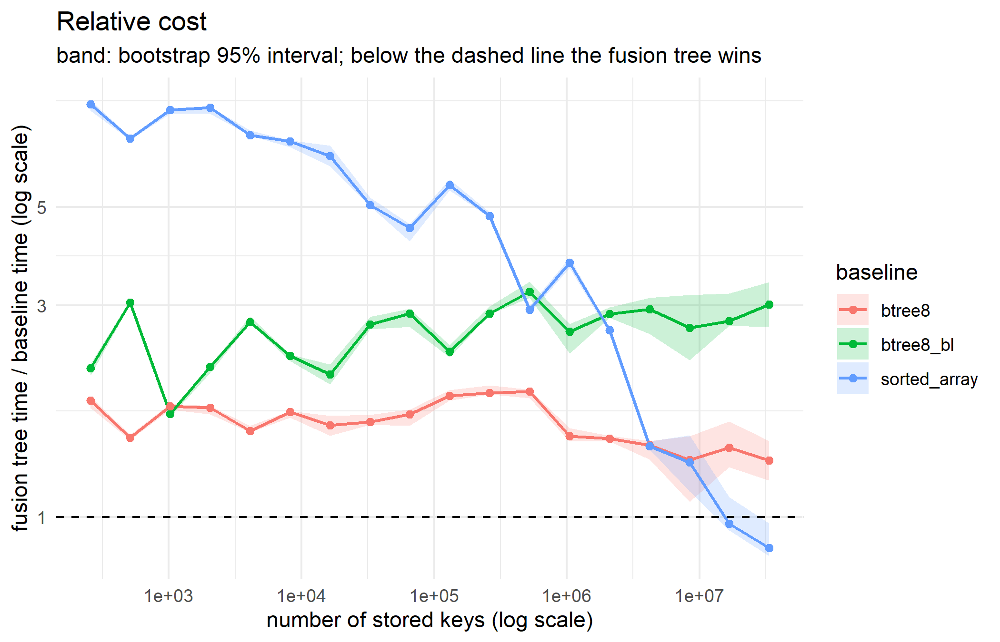 Relative cost
band: bootstrap 95% interval; below the dashed line the fusion tree wins
fusion tree time / baseline time (log scale)
5
3
1
1e+03
1e+04
1e+05
1e+06
1e+07
number of stored keys (log scale)
baseline
btree8
btree8_bl
sorted_array